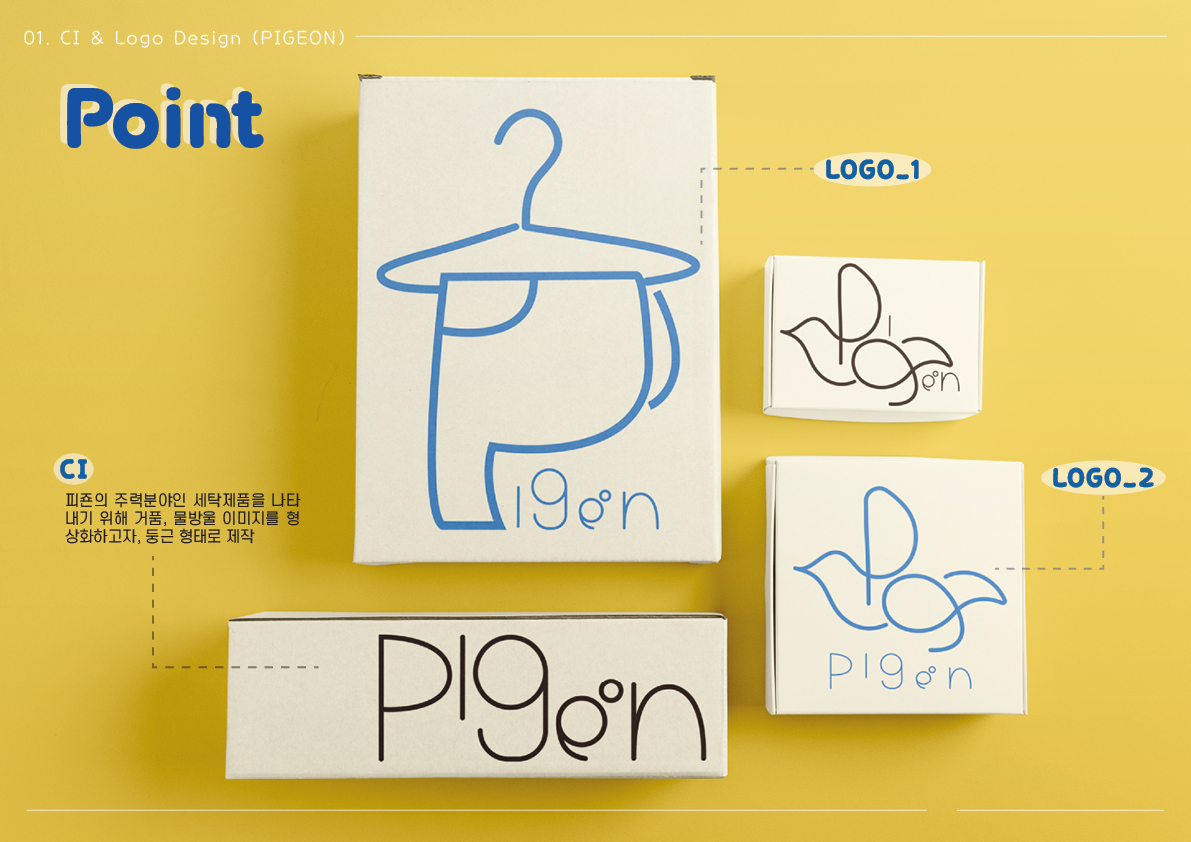 01. CI & Logo Design (PIGEON)
Point
LOGO_1
Pigeon
Pigeon
CI
피죤의 주력분야인 세탁제품을 나타
내기 위해 거품, 물방울 이미지를 형
상화하고자, 둥근 형태로 제작
LOGO_2
Pigeon
Pigeon